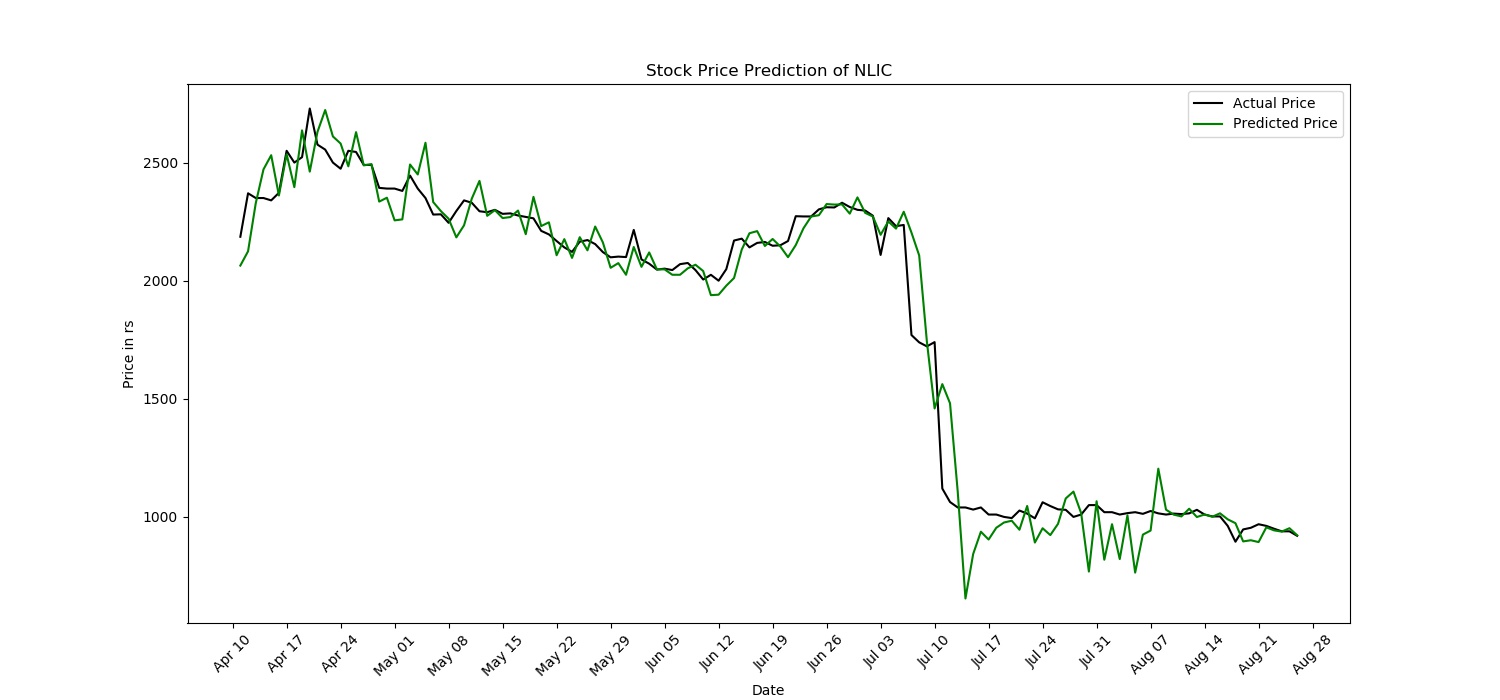 Stock Price Prediction of NLIC
Actual Price
Predicted Price
Price in rs
2500
2000
1500
1000
Apr 10
Apr 17
Apr 24
May 01
May 08
May 15
May 22
May 29
Jun 05
Jun 12
Jun 19
Jun 26
Jul 03
Jul 10
Jul 17
Jul 24
Jul 31
Aug 07
Aug 14
Aug 21
Aug 28
Date